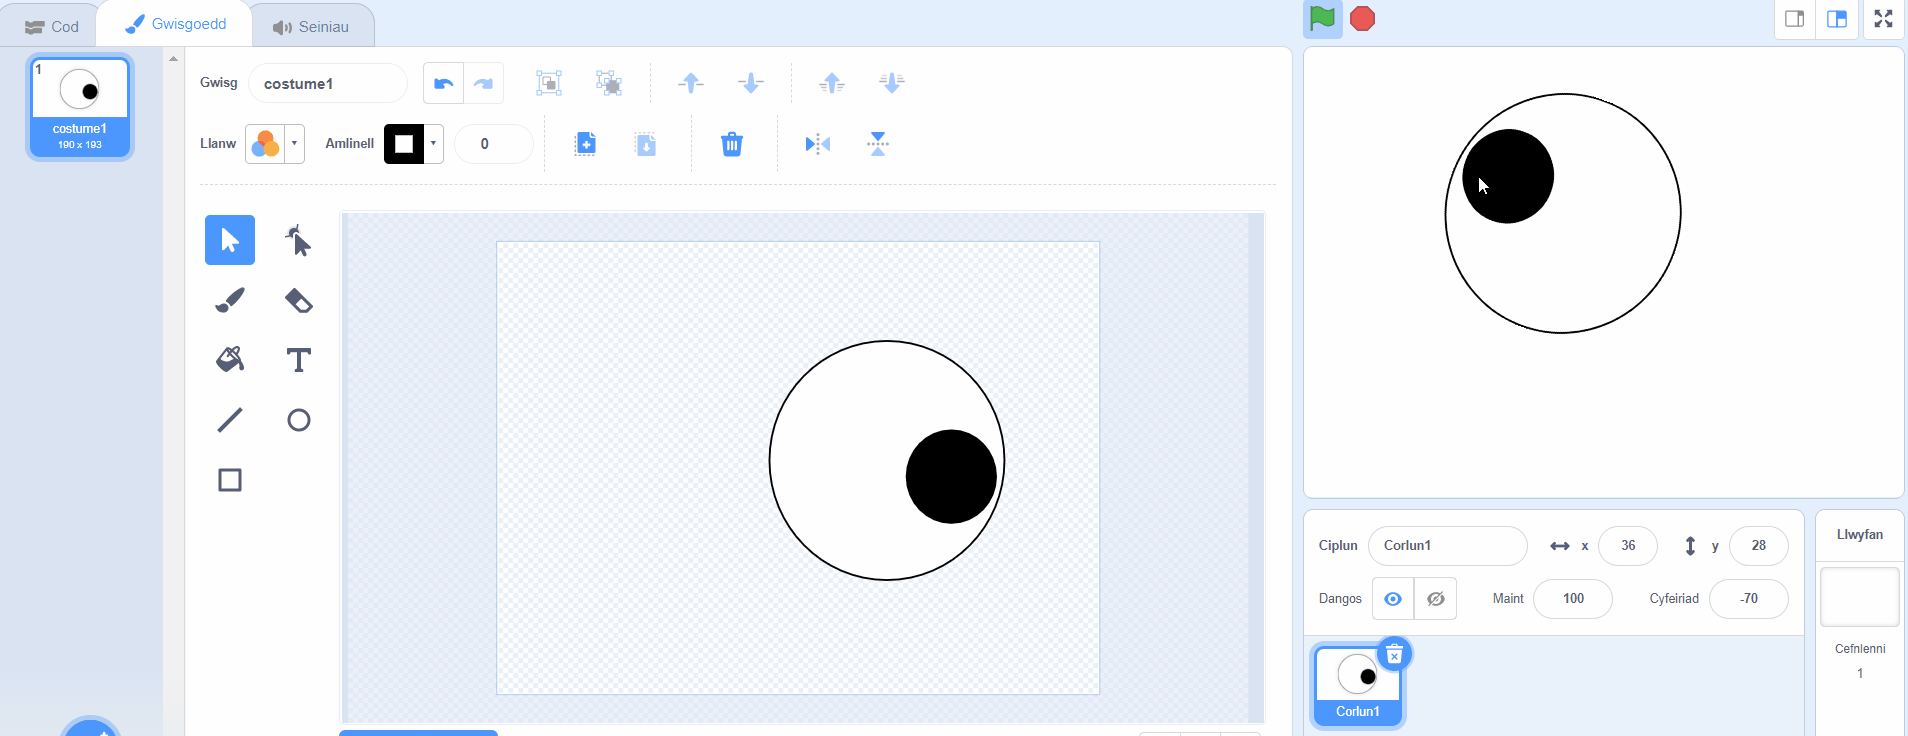 Cod
Gwisgoedd
Seiniau
1
costume1
190 x 193
Gwisg
costume1
Llanw
Amlinell
0
Ciplun
Corlun1
x
36
y
28
Dangos
Maint
100
Cyfeiriad
-70
Corlun1
Llwyfan
Cefnlenni
1